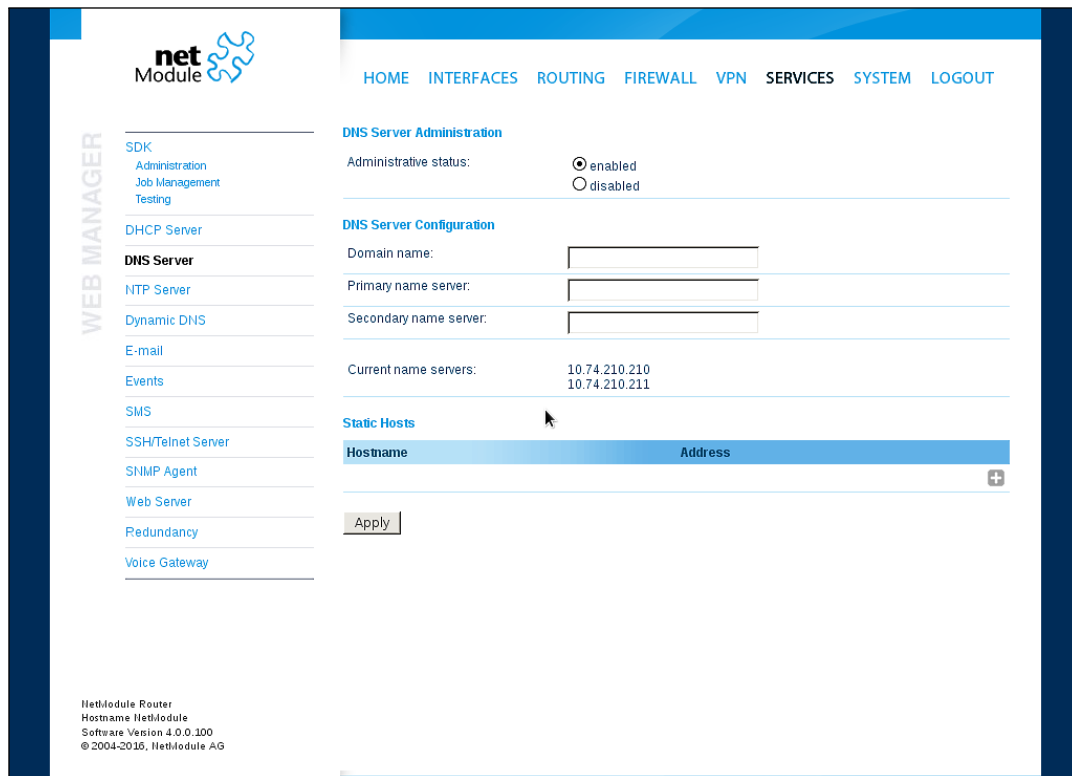 net
Module
HOME INTERFACES ROUTING FIREWALL VPN SERVICES SYSTEM LOGOUT
WEB MANAGER
SDK
Administration
Job Management
Testing
DHCP Server
DNS Server
NTP Server
Dynamic DNS
E-mail
Events
SMS
SSH/Telnet Server
SNMP Agent
Web Server
Redundancy
Voice Gateway
DNS Server Administration
Administrative status:
enabled
disabled
DNS Server Configuration
Domain name:
Primary name server:
Secondary name server:
Current name servers: 10.74.210.210
10.74.210.211
Static Hosts
Hostname Address
Apply
NetModule Router
Hostname NetModule
Software Version 4.0.0.100
© 2004-2016, NetModule AG